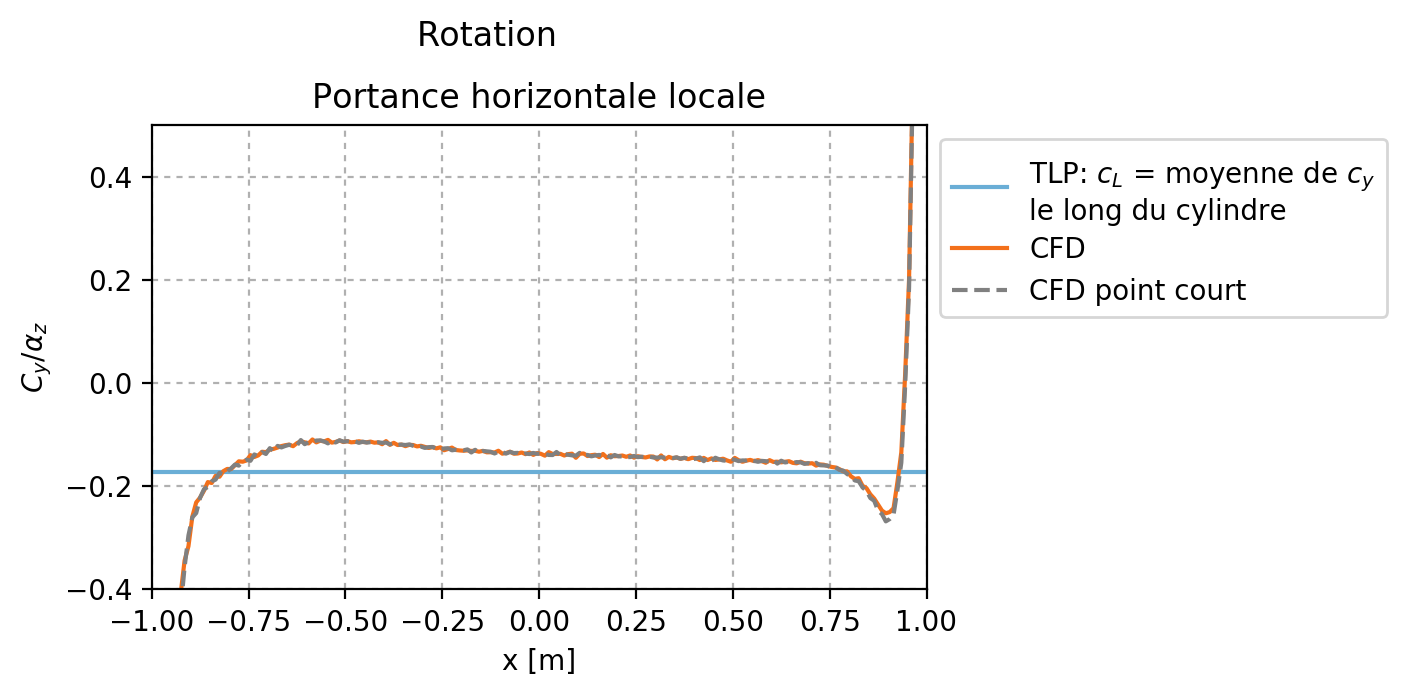 Rotation
Portance horizontale locale
0.4
0.2
0.0
−0.2
−0.4
C_y/α_z
−1.00 −0.75 −0.50 −0.25 0.00 0.25 0.50 0.75 1.00
x [m]
TLP: c_L = moyenne de c_y
le long du cylindre
CFD
CFD point court